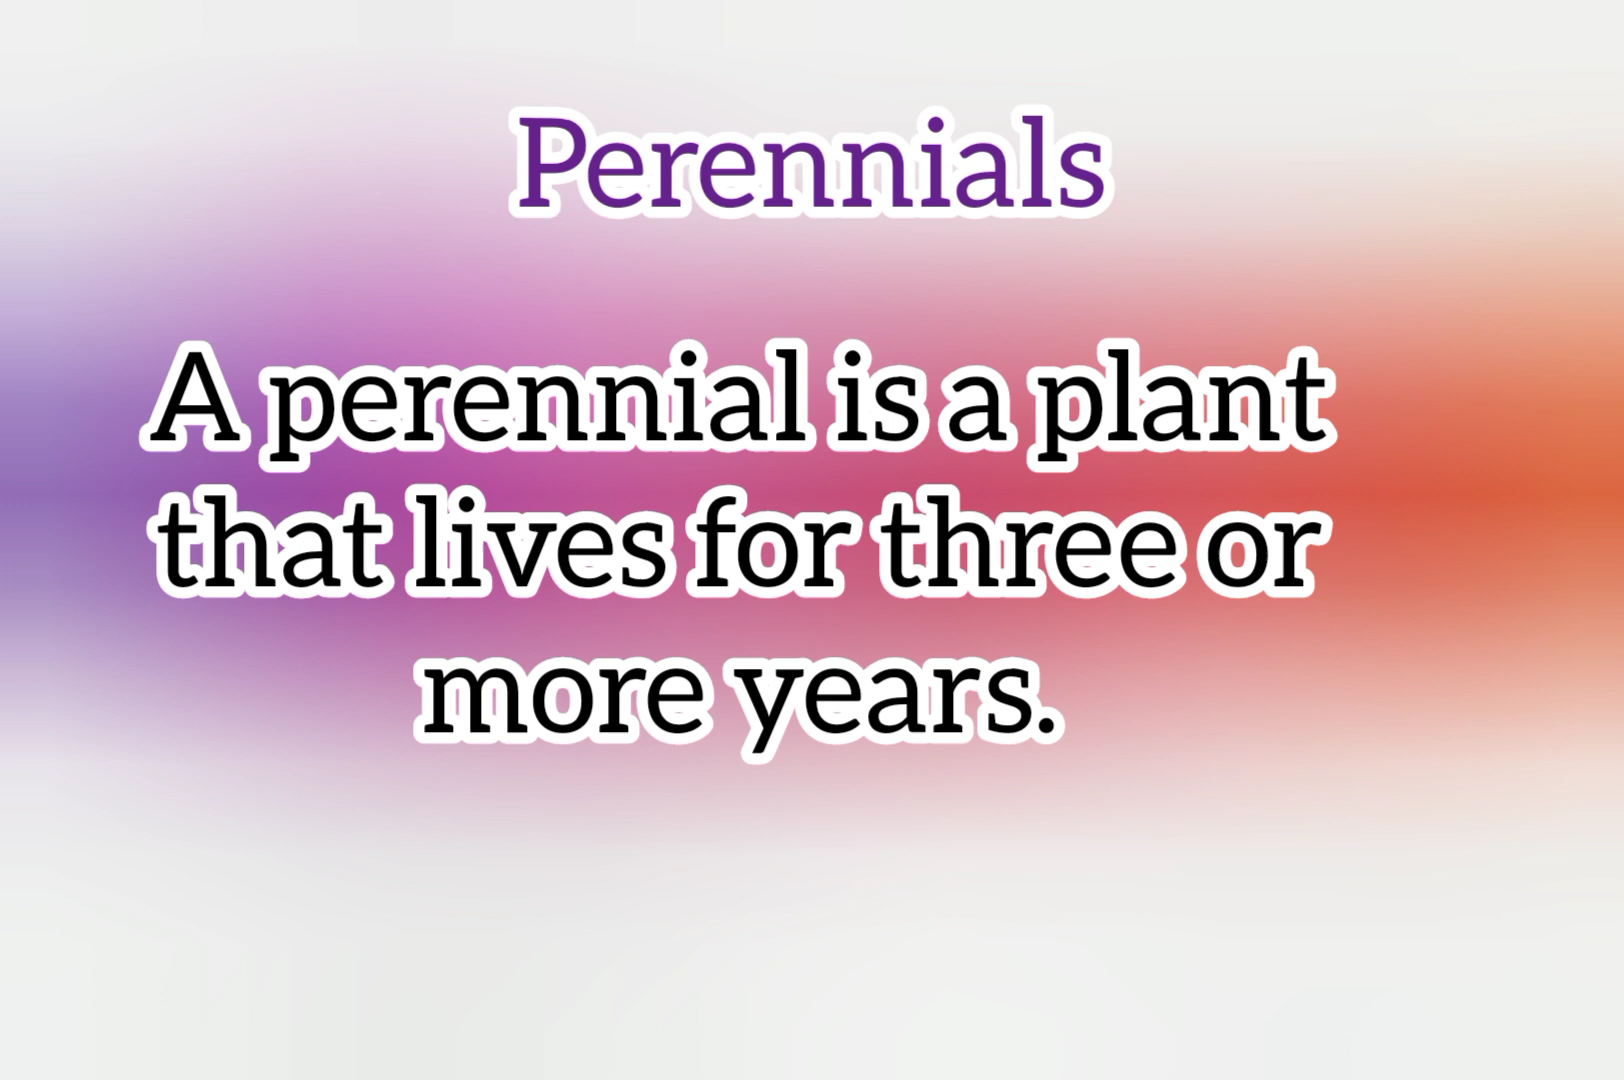 Perennials
A perennial is a plant
that lives for three or
more years.